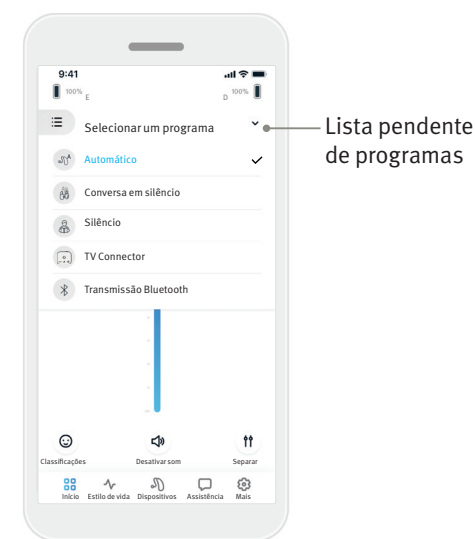 9:41
100% E
D 100%
Selecionar um programa
Automático
Conversa em silêncio
Silêncio
TV Connector
Transmissão Bluetooth
Classificações
Desativar som
Separar
Início
Estilo de vida
Dispositivos
Assistência
Mais
Lista pendente
de programas